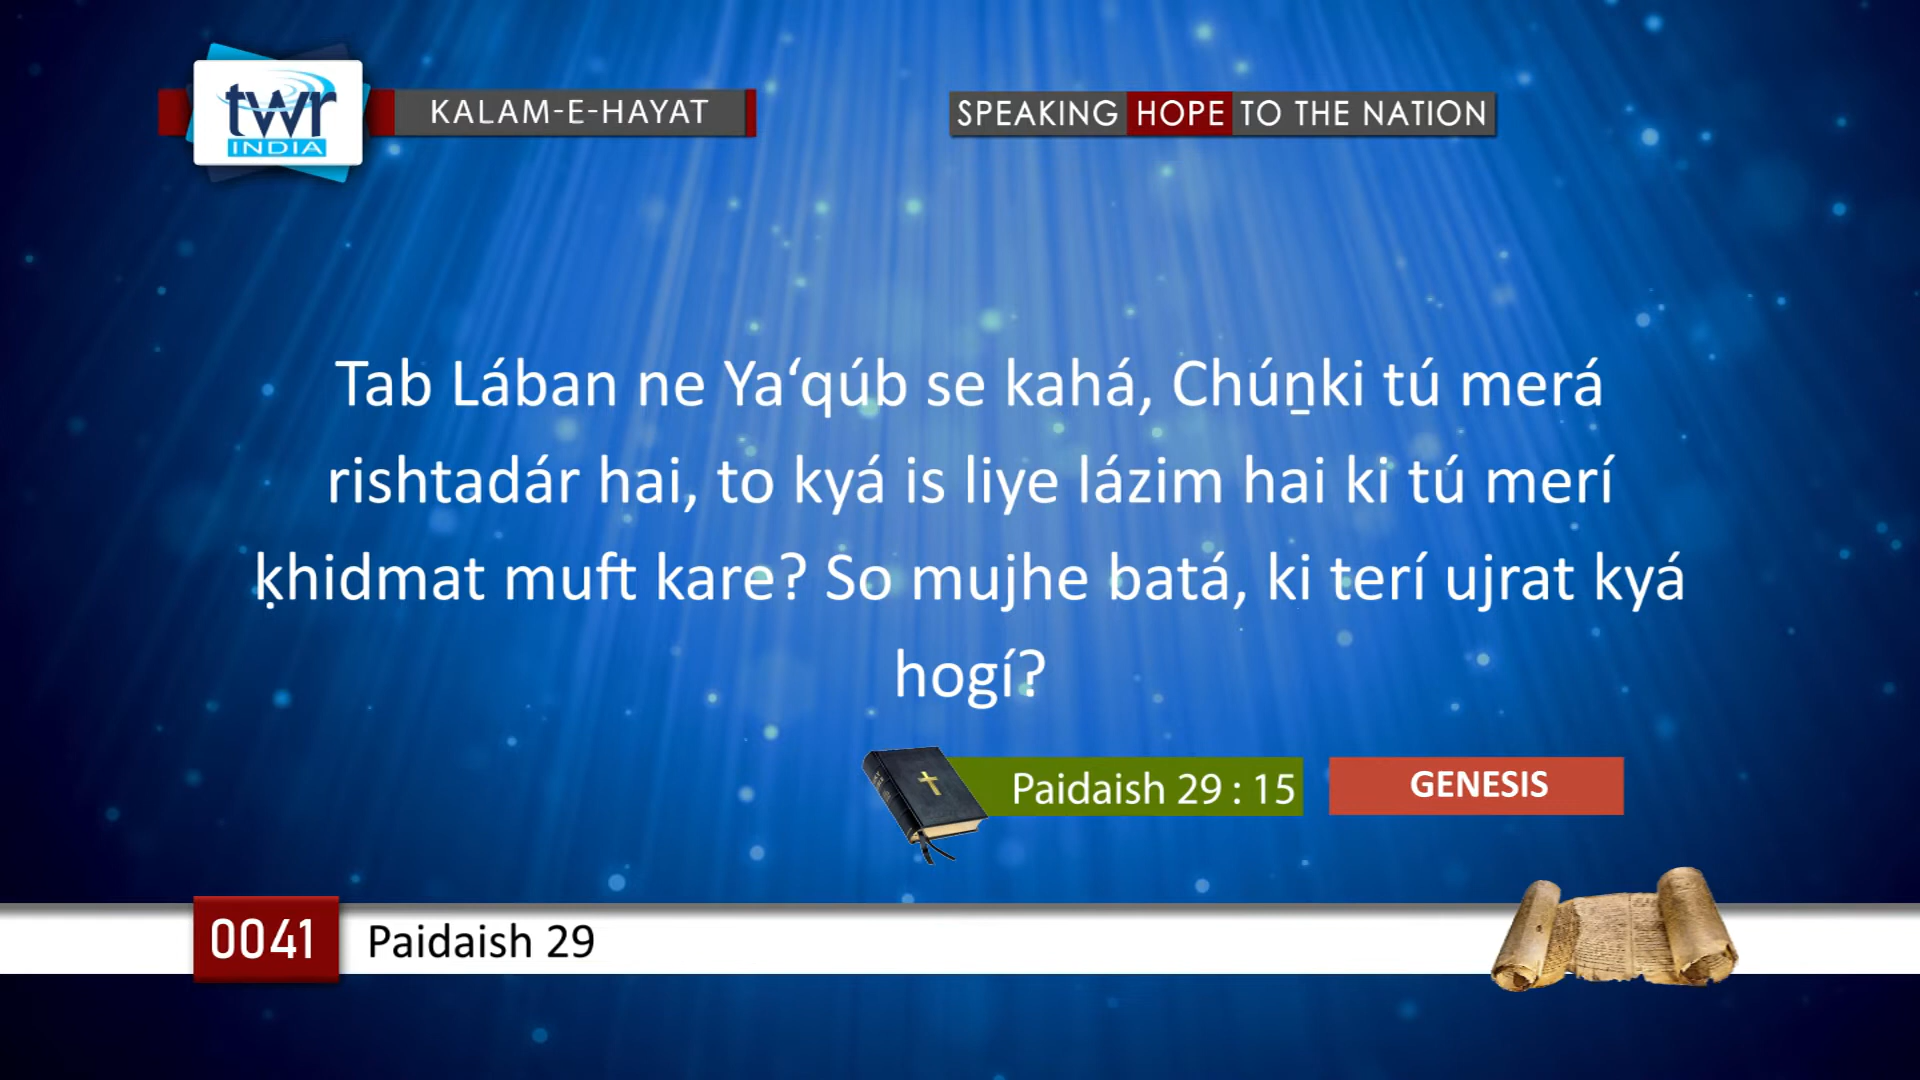 twr
INDIA
KALAM-E-HAYAT
SPEAKING HOPE TO THE NATION
Tab Lában ne Ya‘qúb se kahá, Chúṉki tú merá
rishtadár hai, to kyá is liye lázim hai ki tú merí
ḳhidmat muft kare? So mujhe batá, ki terí ujrat kyá
hogí?
Paidaish 29 : 15
GENESIS
0041
Paidaish 29